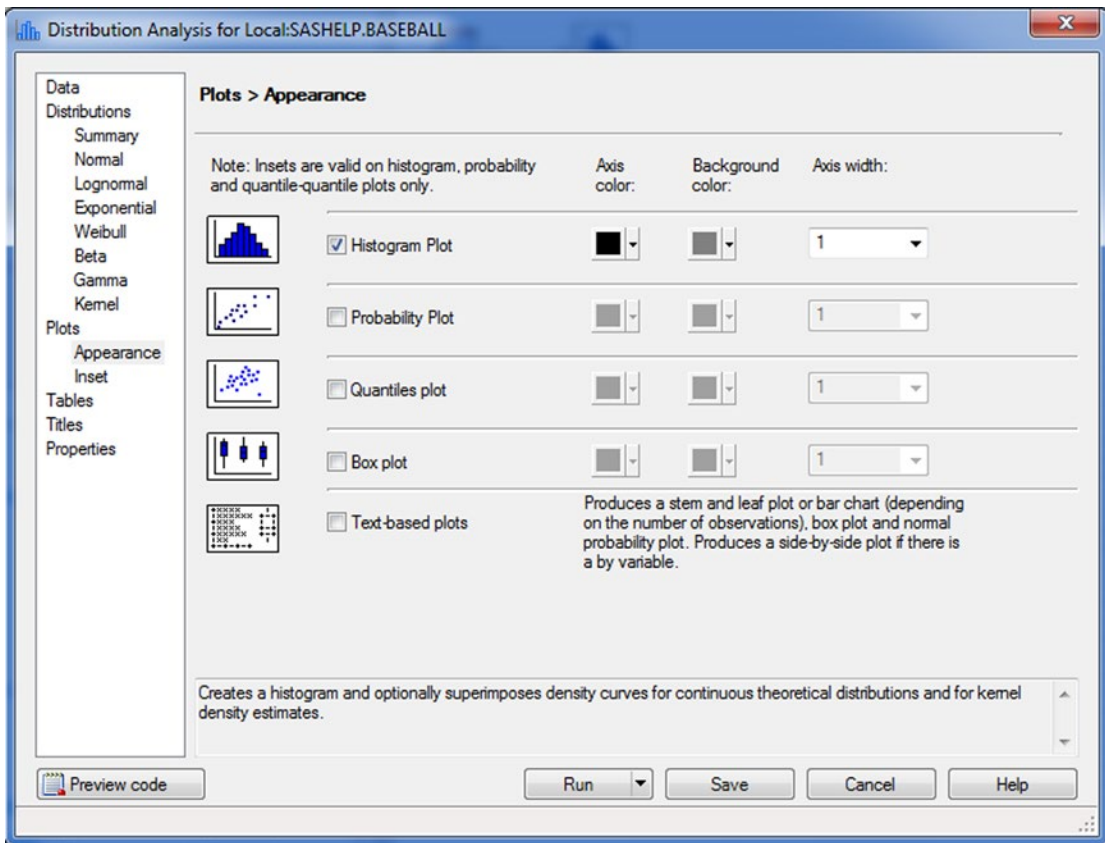 Distribution Analysis for Local:SASHELP.BASEBALL
Data
Distributions
Summary
Normal
Lognormal
Exponential
Weibull
Beta
Gamma
Kernel
Plots
Appearance
Inset
Tables
Titles
Properties
Plots > Appearance
Note: Insets are valid on histogram, probability
and quantile-quantile plots only.
Axis
color:
Background
color:
Axis width:
Histogram Plot
1
Probability Plot
1
Quantiles plot
1
Box plot
1
Text-based plots
Produces a stem and leaf plot or bar chart (depending
on the number of observations), box plot and normal
probability plot. Produces a side-by-side plot if there is
a by variable.
Creates a histogram and optionally superimposes density curves for continuous theoretical distributions and for kernel
density estimates.
Preview code
Run
Save
Cancel
Help